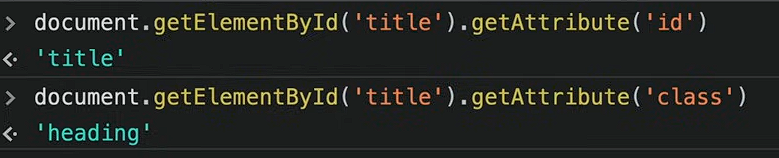 > document.getElementById('title').getAttribute('id')
<· 'title'
> document.getElementById('title').getAttribute('class')
<· 'heading'